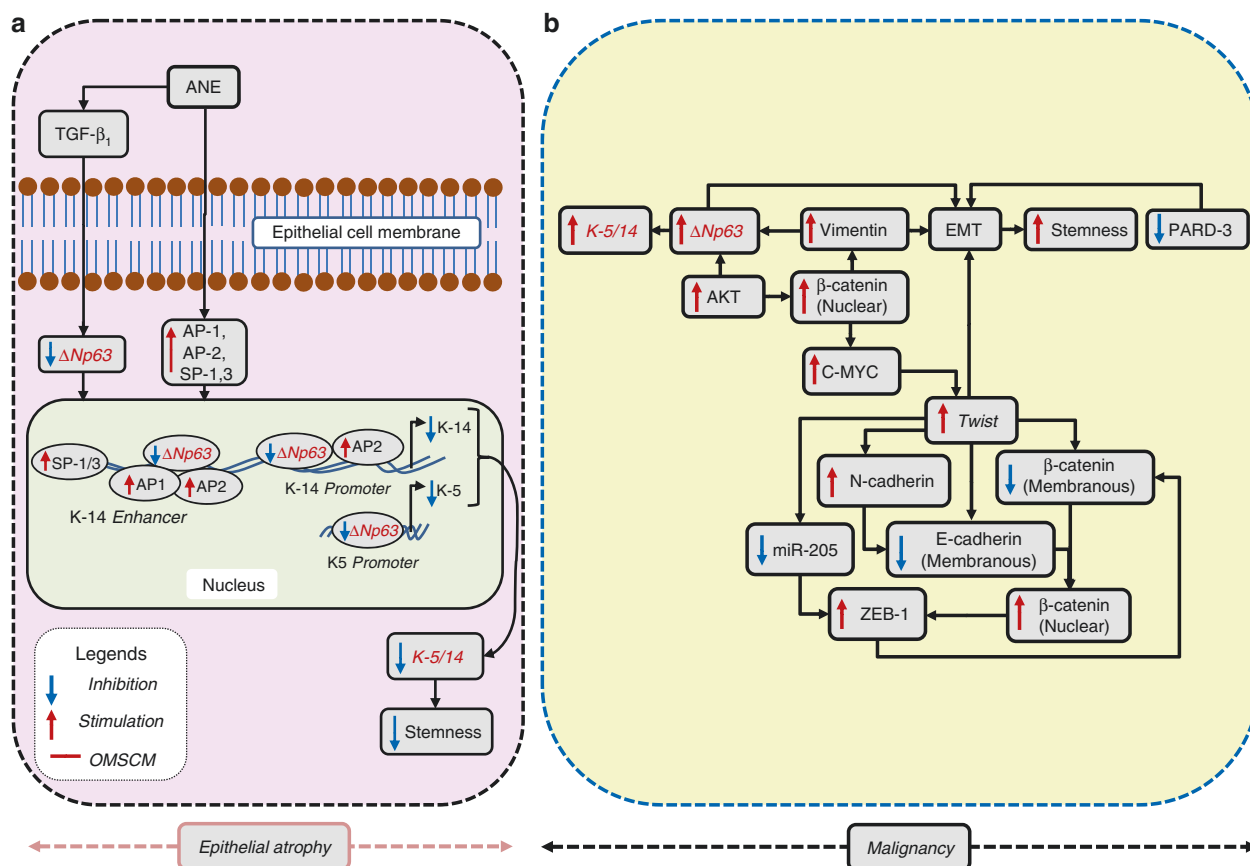 a
ANE
TGF-β1
Epithelial cell membrane
ΔNp63
AP-1,
AP-2,
SP-1,3
K-14
SP-1/3
ΔNp63
ΔNp63
AP2
AP1
AP2
K-14 Promoter
K-14 Enhancer
K-5
ΔNp63
K5 Promoter
Nucleus
Legends
Inhibition
Stimulation
OMSCM
K-5/14
Stemness
Epithelial atrophy
b
K-5/14
ΔNp63
Vimentin
EMT
Stemness
PARD-3
AKT
β-catenin
(Nuclear)
C-MYC
Twist
N-cadherin
β-catenin
(Membranous)
miR-205
E-cadherin
(Membranous)
ZEB-1
β-catenin
(Nuclear)
Malignancy